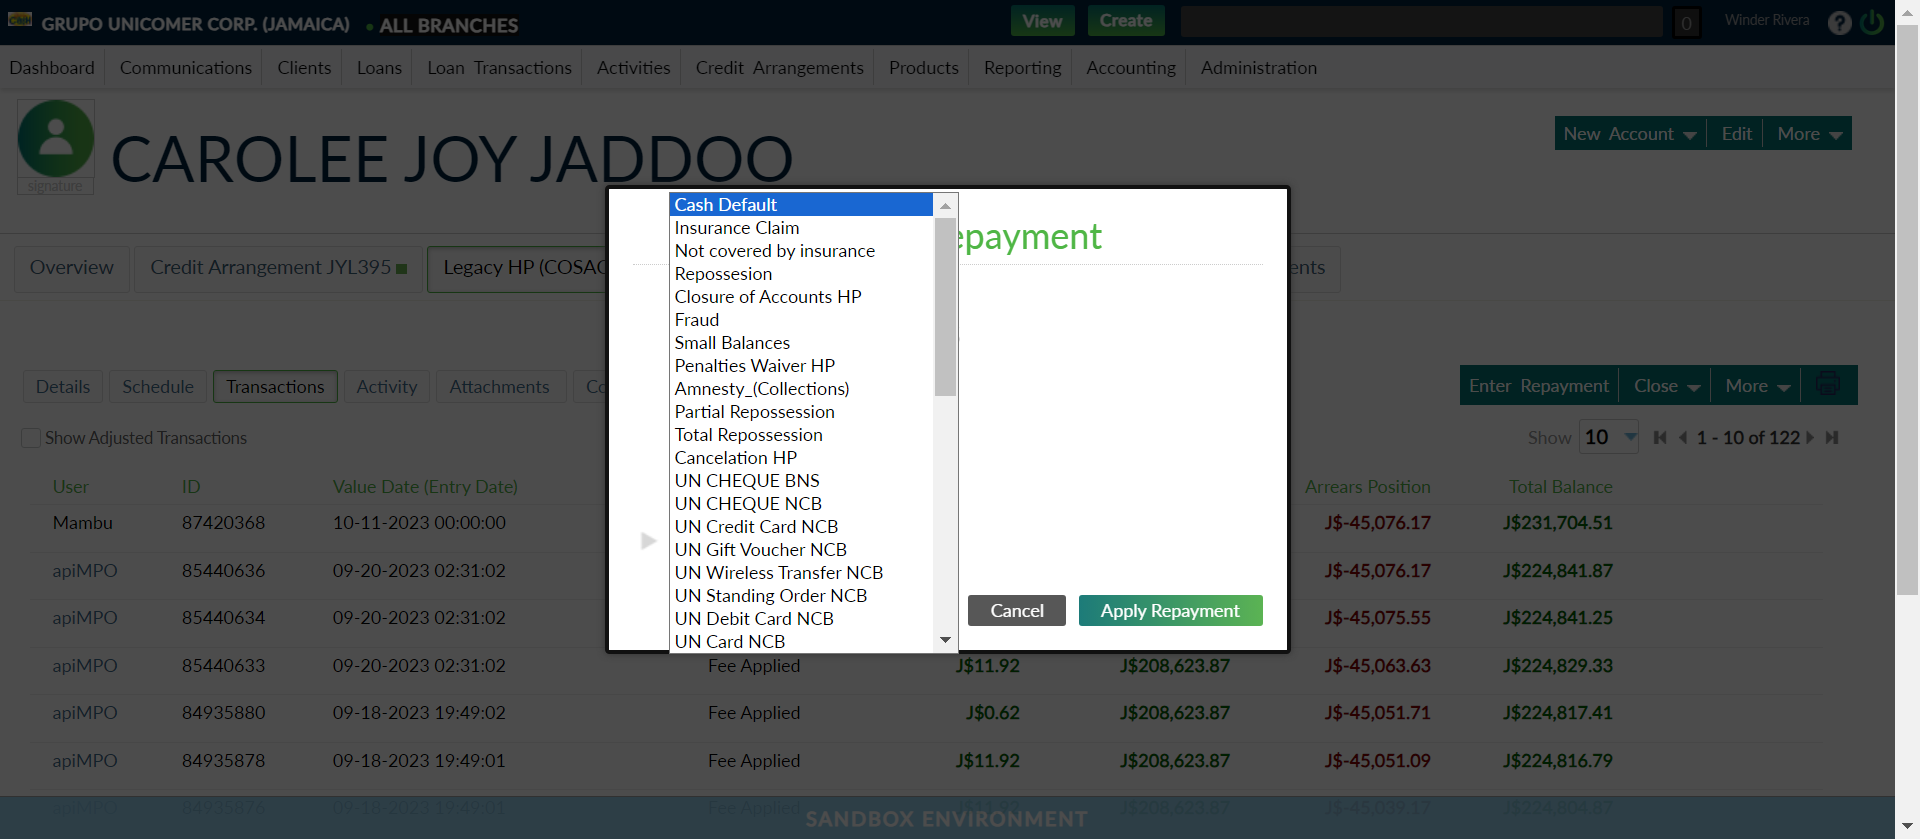 GRUPO UNICOMER CORP. (JAMAICA) ALL BRANCHES View Create 0 Winder Rivera ?
Dashboard Communications Clients Loans Loan Transactions Activities Credit Arrangements Products Reporting Accounting Administration
signature
CAROLEE JOY JADDOO
New Account Edit More
Overview Credit Arrangement JYL395 Legacy HP (COSAC ents
epayment
Cash Default
Insurance Claim
Not covered by insurance
Repossesion
Closure of Accounts HP
Fraud
Small Balances
Penalties Waiver HP
Amnesty_(Collections)
Partial Repossession
Total Repossession
Cancelation HP
UN CHEQUE BNS
UN CHEQUE NCB
UN Credit Card NCB
UN Gift Voucher NCB
UN Wireless Transfer NCB
UN Standing Order NCB
UN Debit Card NCB
UN Card NCB
Cancel Apply Repayment
Details Schedule Transactions Activity Attachments Co
Enter Repayment Close More
Show Adjusted Transactions
Show 10 1 - 10 of 122
User ID Value Date (Entry Date) Arrears Position Total Balance
Mambu 87420368 10-11-2023 00:00:00 J$-45,076.17 J$231,704.51
apiMPO 85440636 09-20-2023 02:31:02 J$-45,076.17 J$224,841.87
apiMPO 85440634 09-20-2023 02:31:02 J$-45,075.55 J$224,841.25
apiMPO 85440633 09-20-2023 02:31:02 Fee Applied J$11.92 J$208,623.87 J$-45,063.63 J$224,829.33
apiMPO 84935880 09-18-2023 19:49:02 Fee Applied J$0.62 J$208,623.87 J$-45,051.71 J$224,817.41
apiMPO 84935878 09-18-2023 19:49:01 Fee Applied J$11.92 J$208,623.87 J$-45,051.09 J$224,816.79
apiMPO 84935876 09-18-2023 19:49:01 Fee Applied J$11.92 J$208,623.87 J$-45,039.17 J$224,804.87
SANDBOX ENVIRONMENT